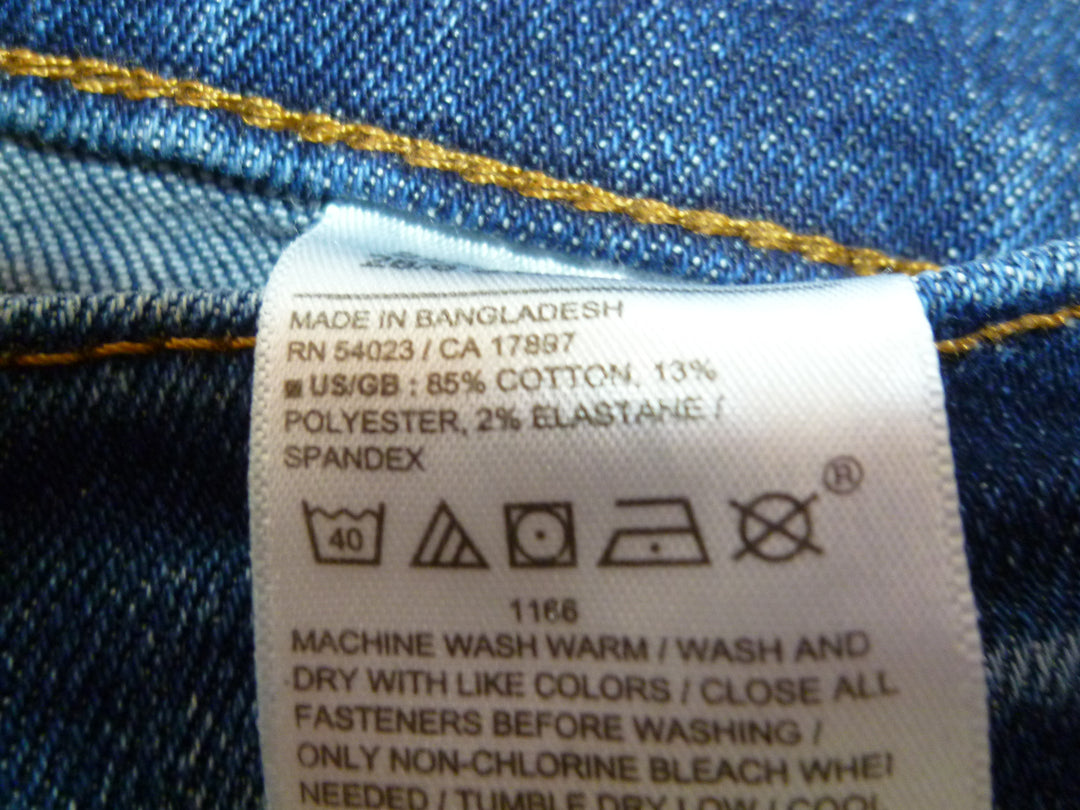 MADE IN BANGLADESH
RN 54023 / CA 17897
US/GB : 85% COTTON, 13%
POLYESTER, 2% ELASTANE /
SPANDEX
40 ®
1166
MACHINE WASH WARM / WASH AND
DRY WITH LIKE COLORS / CLOSE ALL
FASTENERS BEFORE WASHING /
ONLY NON-CHLORINE BLEACH WHEN
NEEDED / TUMBLE DRY LOW / COOL